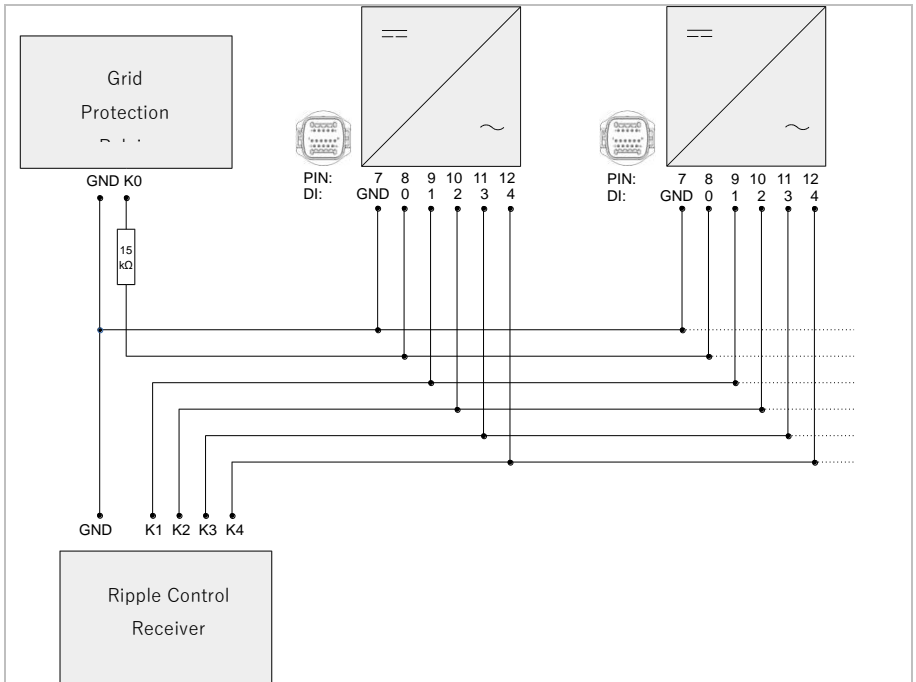 Grid
Protection
GND K0
15
kΩ
PIN: 7 8 9 10 11 12
DI: GND 0 1 2 3 4
PIN: 7 8 9 10 11 12
DI: GND 0 1 2 3 4
GND K1 K2 K3 K4
Ripple Control
Receiver